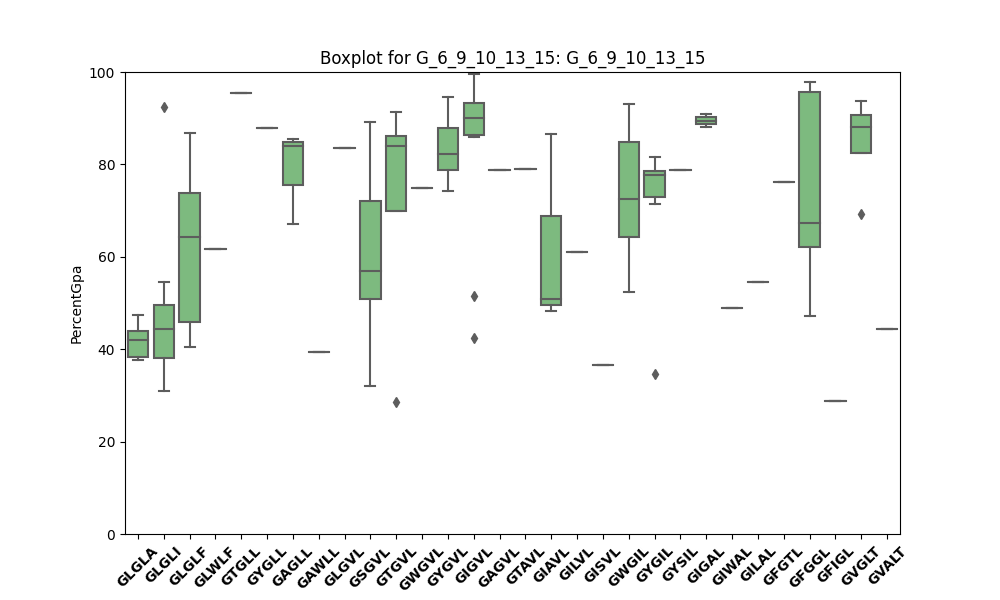 Boxplot for G_6_9_10_13_15: G_6_9_10_13_15
100
80
60
40
20
0
PercentGpa
GLGLA
GLGLI
GLGLF
GLWLF
GTGLL
GYGLL
GAGLL
GAWLL
GLGVL
GSGVL
GTGVL
GWGVL
GYGVL
GIGVL
GAGVL
GTAVL
GIAVL
GILVL
GISVL
GWGIL
GYGIL
GYSIL
GIGAL
GIWAL
GILAL
GFGTL
GFGGL
GFIGL
GVGLT
GVALT